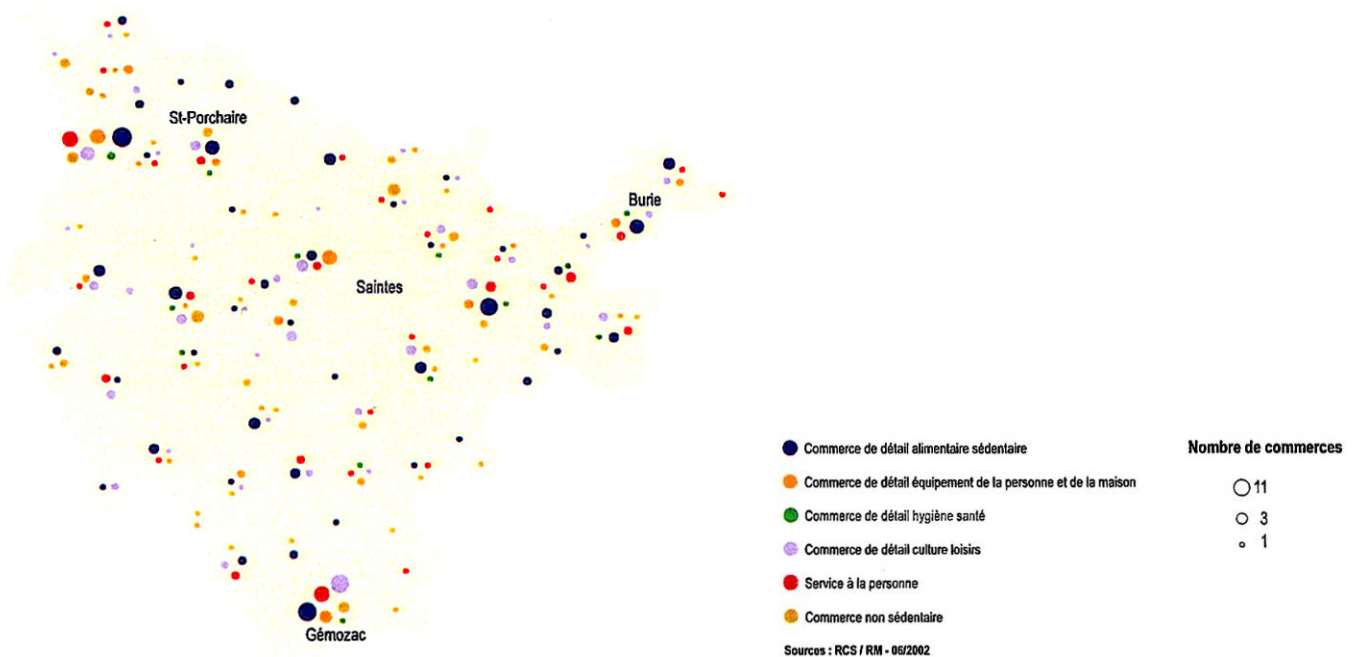 St-Porchaire
Burie
Saintes
Gémozac
Commerce de détail alimentaire sédentaire
Commerce de détail équipement de la personne et de la maison
Commerce de détail hygiène santé
Commerce de détail culture loisirs
Service à la personne
Commerce non sédentaire
Sources : RCS / RM - 06/2002
Nombre de commerces
11
3
1